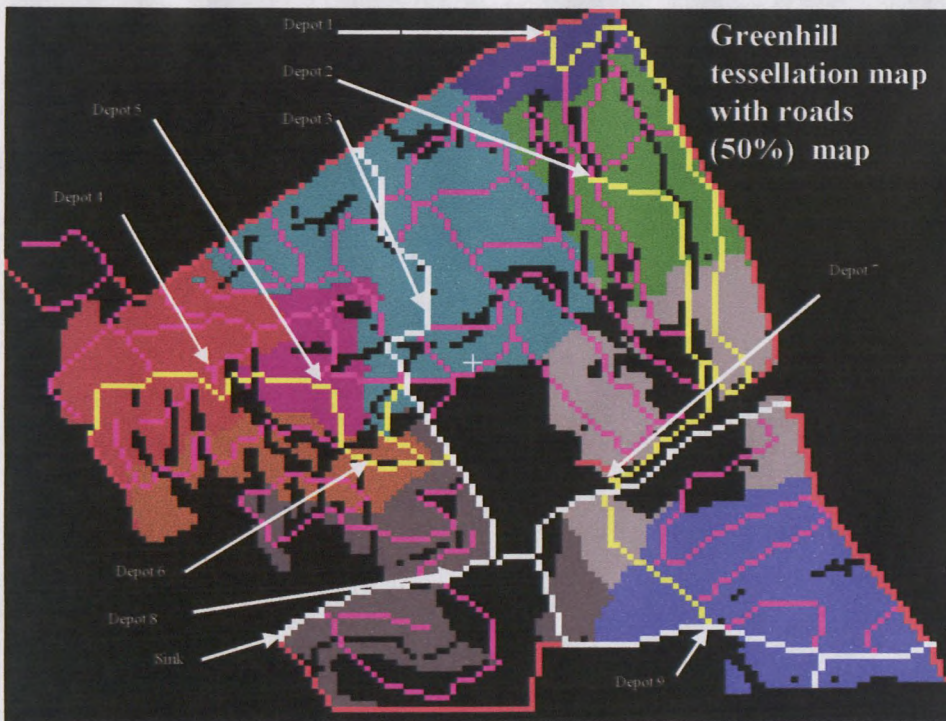 Depot 1
Greenhill
tessellation map
with roads
(50%) map
Depot 2
Depot 5
Depot 3
Depot 4
Depot 7
Depot 6
Depot 8
Sink
Depot 9